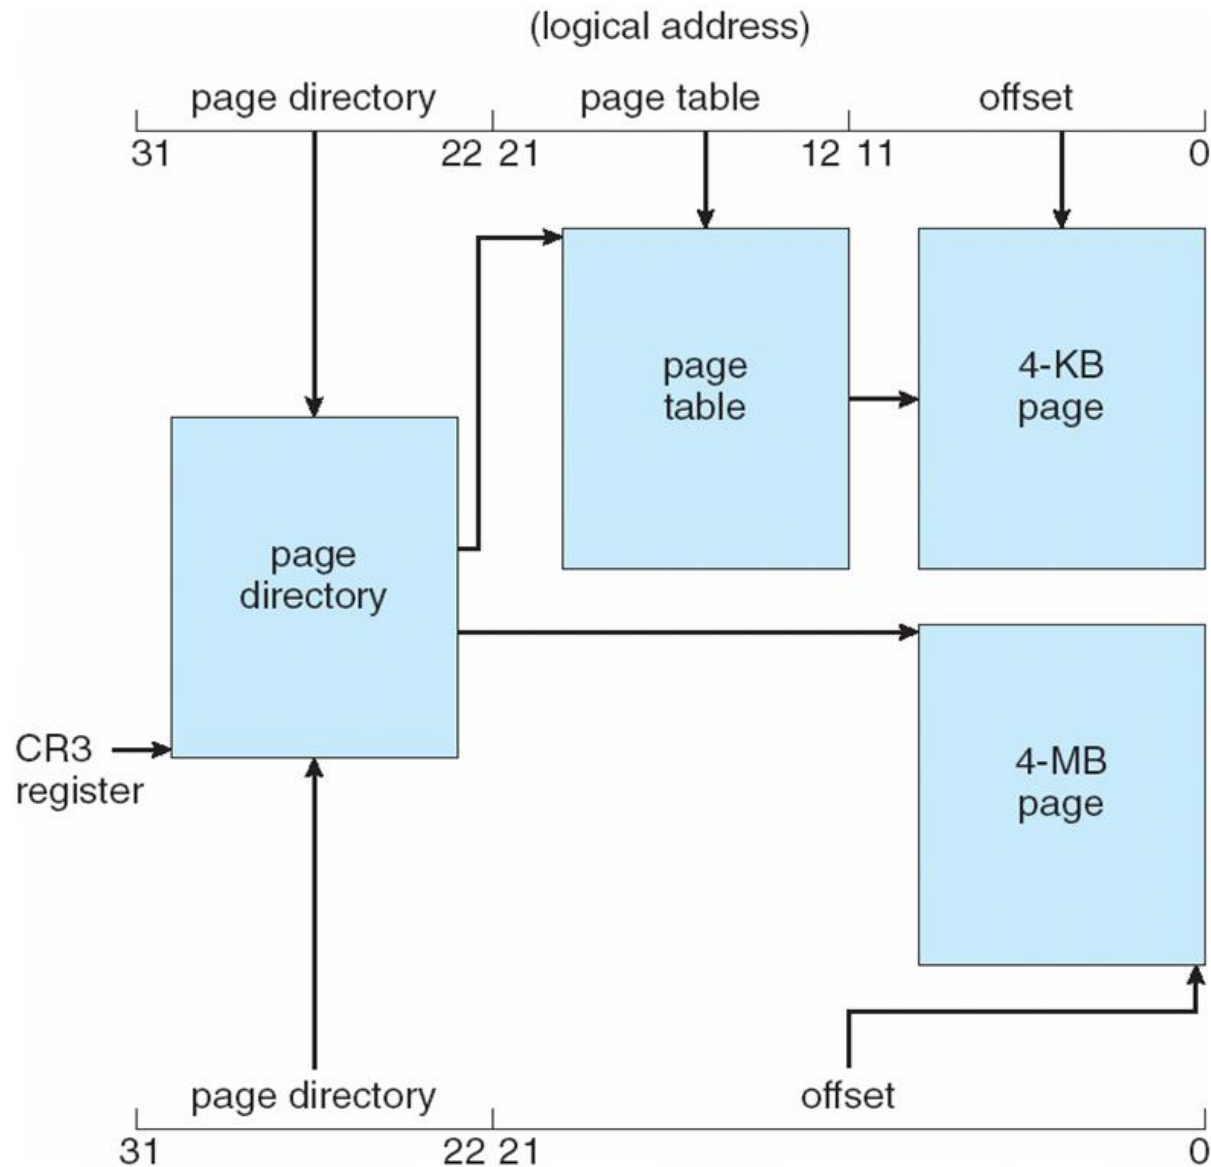 (logical address)
page directory page table offset
31 22 21 12 11 0
page
table
4-KB
page
page
directory
CR3
register
4-MB
page
page directory offset
31 22 21 0